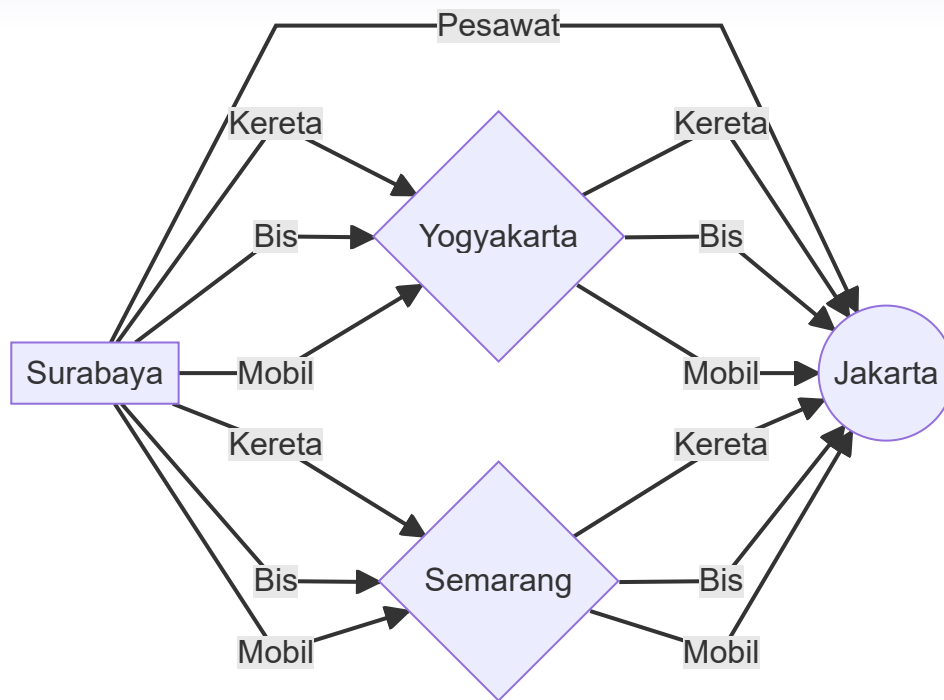 Pesawat
Kereta
Kereta
Yogyakarta
Bis
Bis
Surabaya
Mobil
Mobil
Jakarta
Kereta
Kereta
Bis
Semarang
Bis
Mobil
Mobil